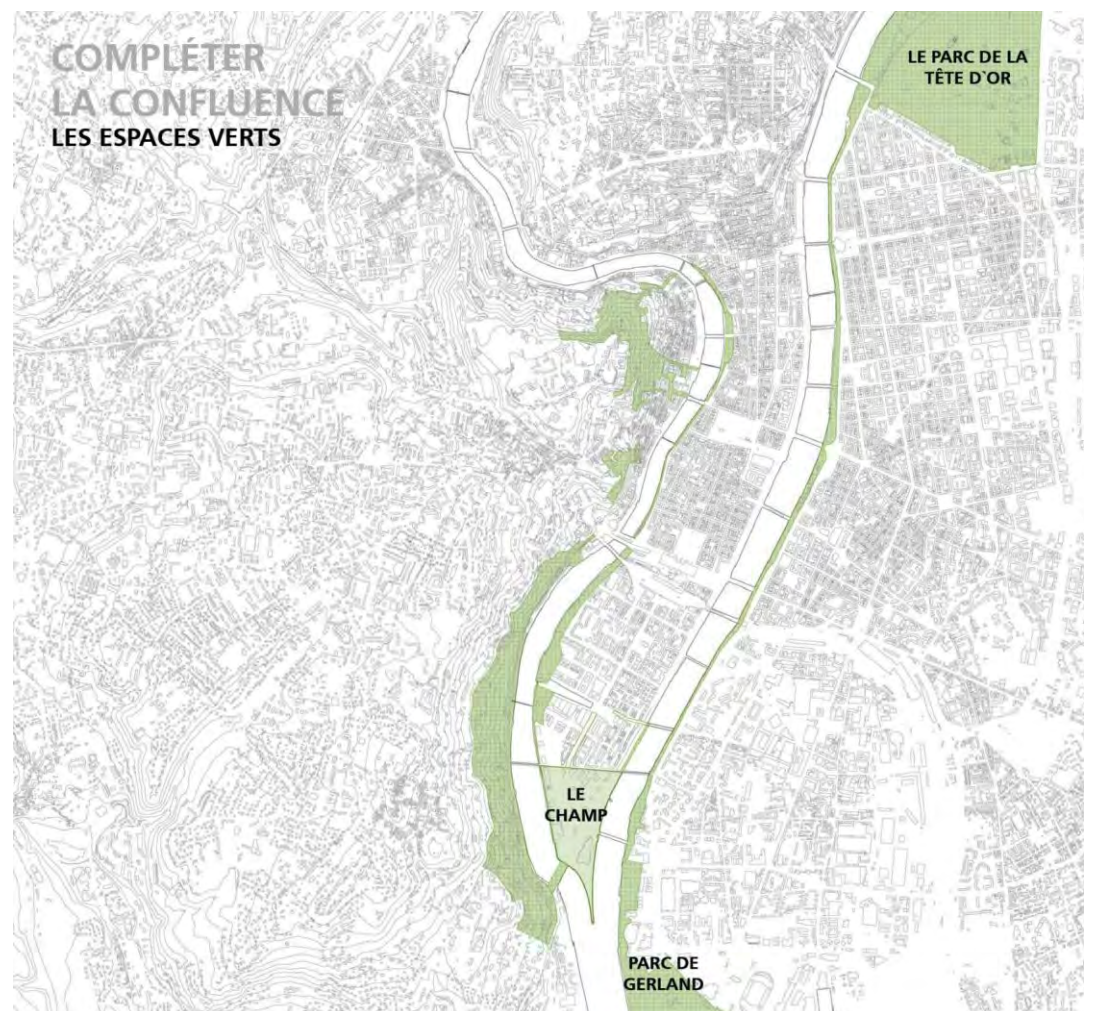 COMPLÉTER
LA CONFLUENCE
LES ESPACES VERTS
LE PARC DE LA
TÊTE D`OR
LE
CHAMP
PARC DE
GERLAND